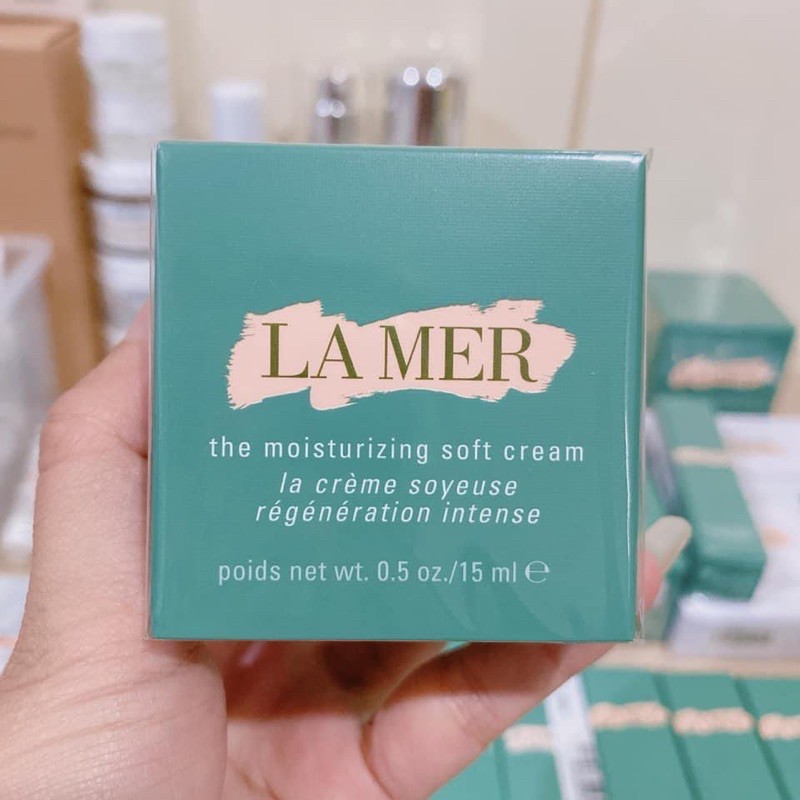 LA MER
the moisturizing soft cream
la crème soyeuse
régénération intense
poids net wt. 0.5 oz./15 ml ℮